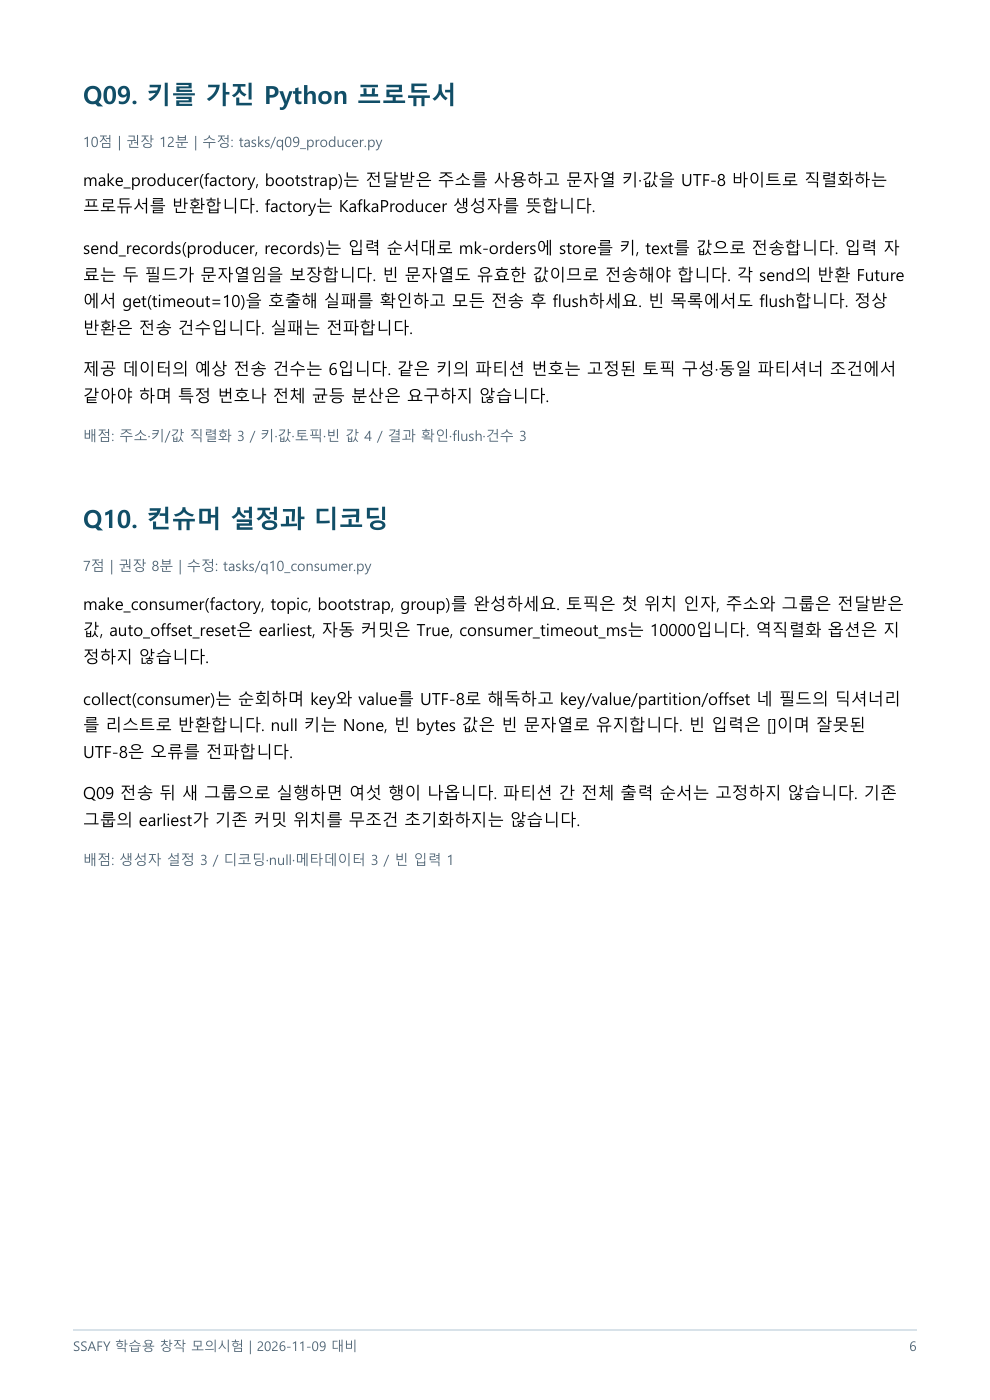 Q09. 키를 가진 Python 프로듀서
10점 | 권장 12분 | 수정: tasks/q09_producer.py
make_producer(factory, bootstrap)는 전달받은 주소를 사용하고 문자열 키·값을 UTF-8 바이트로 직렬화하는
프로듀서를 반환합니다. factory는 KafkaProducer 생성자를 뜻합니다.
send_records(producer, records)는 입력 순서대로 mk-orders에 store를 키, text를 값으로 전송합니다. 입력 자
료는 두 필드가 문자열임을 보장합니다. 빈 문자열도 유효한 값이므로 전송해야 합니다. 각 send의 반환 Future
에서 get(timeout=10)을 호출해 실패를 확인하고 모든 전송 후 flush하세요. 빈 목록에서도 flush합니다. 정상
반환은 전송 건수입니다. 실패는 전파합니다.
제공 데이터의 예상 전송 건수는 6입니다. 같은 키의 파티션 번호는 고정된 토픽 구성·동일 파티셔너 조건에서
같아야 하며 특정 번호나 전체 균등 분산은 요구하지 않습니다.
배점: 주소·키/값 직렬화 3 / 키·값·토픽·빈 값 4 / 결과 확인·flush·건수 3
Q10. 컨슈머 설정과 디코딩
7점 | 권장 8분 | 수정: tasks/q10_consumer.py
make_consumer(factory, topic, bootstrap, group)를 완성하세요. 토픽은 첫 위치 인자, 주소와 그룹은 전달받은
값, auto_offset_reset은 earliest, 자동 커밋은 True, consumer_timeout_ms는 10000입니다. 역직렬화 옵션은 지
정하지 않습니다.
collect(consumer)는 순회하며 key와 value를 UTF-8로 해독하고 key/value/partition/offset 네 필드의 딕셔너리
를 리스트로 반환합니다. null 키는 None, 빈 bytes 값은 빈 문자열로 유지합니다. 빈 입력은 []이며 잘못된
UTF-8은 오류를 전파합니다.
Q09 전송 뒤 새 그룹으로 실행하면 여섯 행이 나옵니다. 파티션 간 전체 출력 순서는 고정하지 않습니다. 기존
그룹의 earliest가 기존 커밋 위치를 무조건 초기화하지는 않습니다.
배점: 생성자 설정 3 / 디코딩·null·메타데이터 3 / 빈 입력 1
SSAFY 학습용 창작 모의시험 | 2026-11-09 대비
6